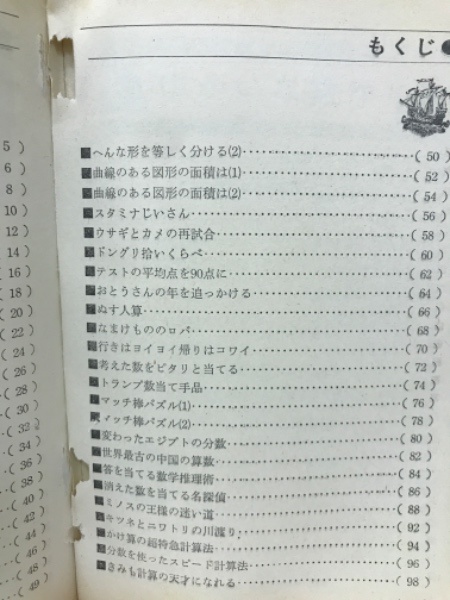 もくじ
■へんな形を等しく分ける(2)……(50)
■曲線のある図形の面積は(1)……(52)
■曲線のある図形の面積は(2)……(54)
■スタミナじいさん……(56)
■ウサギとカメの再試合……(58)
■ドングリ拾いくらべ……(60)
■テストの平均点を90点に……(62)
■おとうさんの年を追っかける……(64)
■ぬす人算……(66)
■なまけもののロバ……(68)
■行きはヨイヨイ帰りはコワイ……(70)
■考えた数をピタリと当てる……(72)
■トランプ数当て手品……(74)
■マッチ棒パズル(1)……(76)
■マッチ棒パズル(2)……(78)
■変わったエジプトの分数……(80)
■世界最古の中国の算数……(82)
■答を当てる数学推理術……(84)
■消えた数を当てる名探偵……(86)
■ミノスの王様の迷い道……(88)
■キツネとニワトリの川渡り……(92)
■かけ算の超特急計算法……(94)
■分数を使ったスピード計算法……(96)
■きみも計算の天才になれる……(98)
5)
6)
8)
10)
12)
14)
16)
18)
(20)
(22)
(24)
(26)
(28)
(30)
(32)
(34)
(36)
(38)
(40)
(42)
(44)
(46)
(48)
(49)